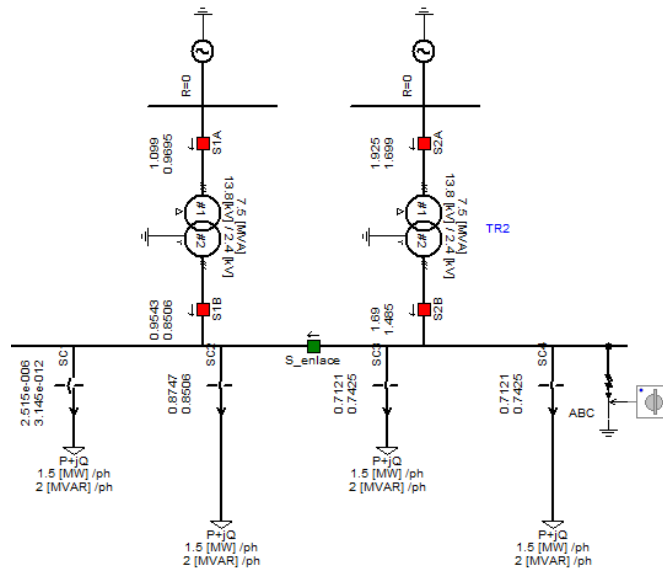 R=0
R=0
1.099
0.9695
S1A
1.925
1.699
S2A
#1
#2
7.5 [MVA]
13.8 [kV] / 2.4 [kV]
#1
#2
7.5 [MVA]
13.8 [kV] / 2.4 [kV]
TR2
0.9543
0.8506
S1B
1.69
1.485
S2B
S_enlace
SC1
SC2
SC3
SC4
2.515e-006
3.145e-012
0.8747
0.8506
0.7121
0.7425
0.7121
0.7425
ABC
P+jQ
1.5 [MW] /ph
2 [MVAR] /ph
P+jQ
1.5 [MW] /ph
2 [MVAR] /ph
P+jQ
1.5 [MW] /ph
2 [MVAR] /ph
P+jQ
1.5 [MW] /ph
2 [MVAR] /ph